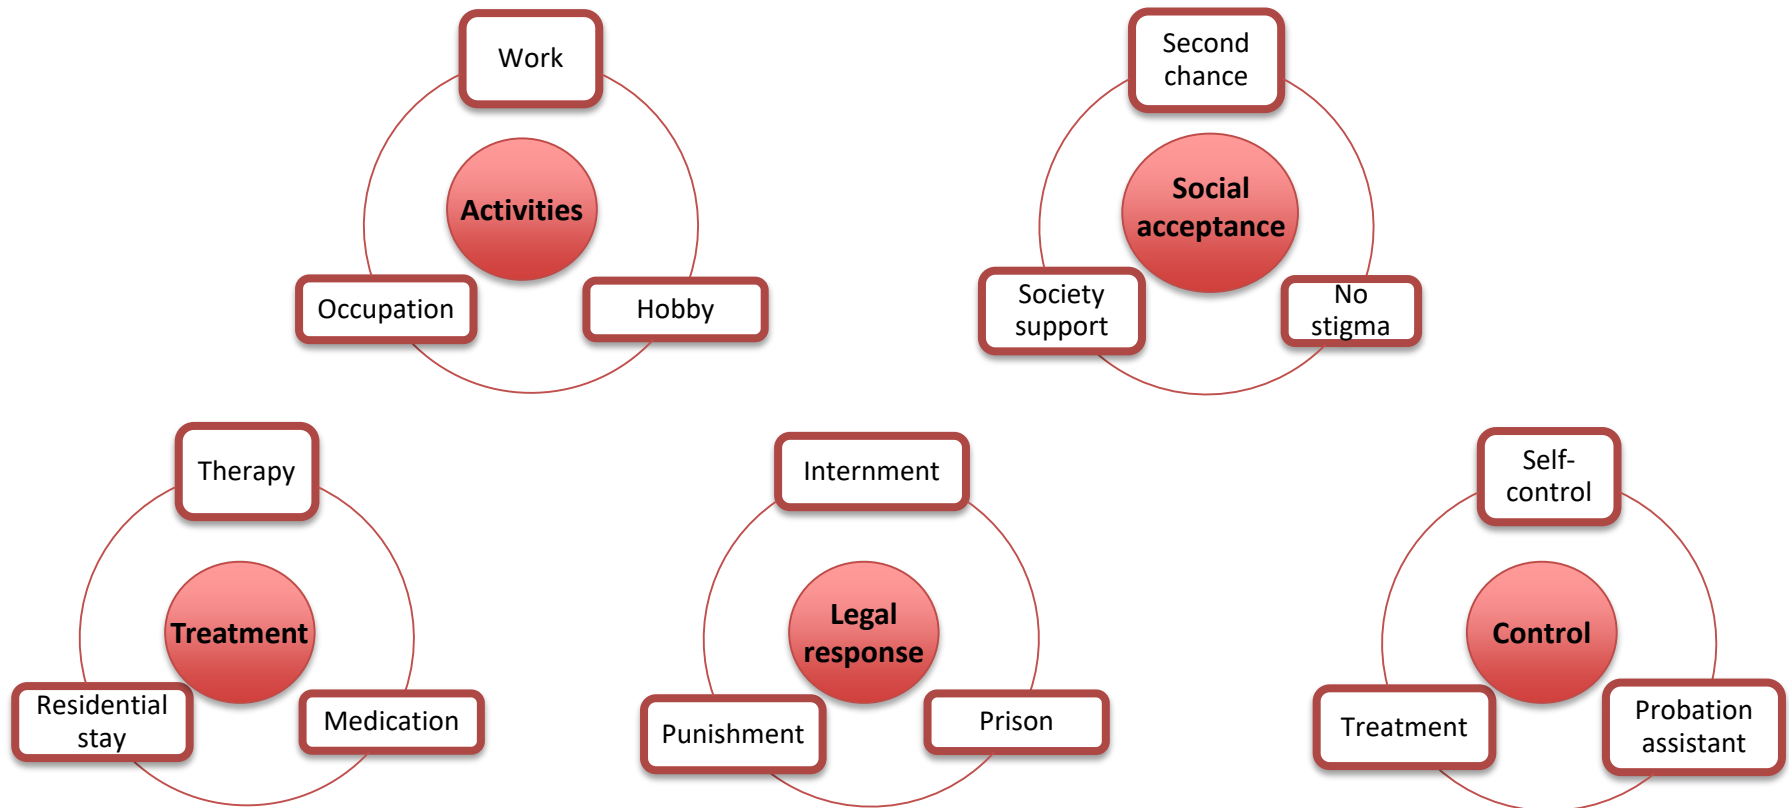 Work
Activities
Occupation
Hobby
Second
chance
Social
acceptance
Society
support
No
stigma
Therapy
Treatment
Residential
stay
Medication
Internment
Legal
response
Punishment
Prison
Self-
control
Control
Treatment
Probation
assistant